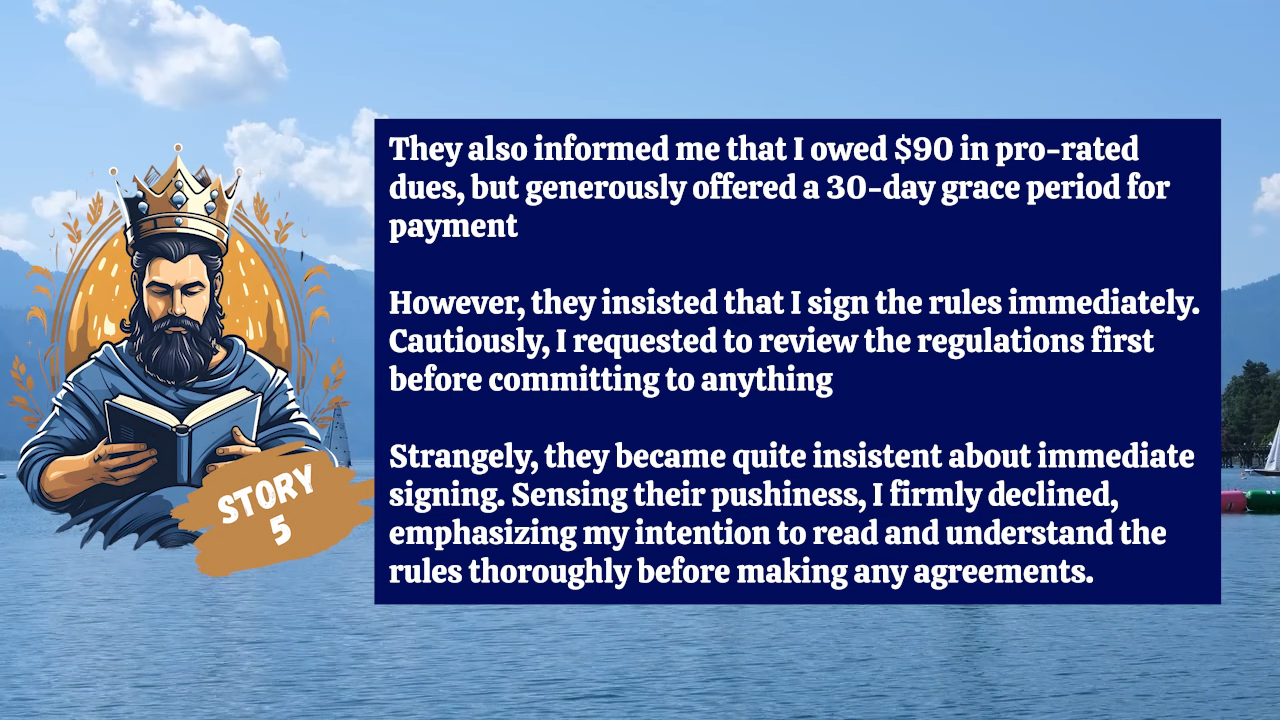 They also informed me that I owed $90 in pro-rated
dues, but generously offered a 30-day grace period for
payment
However, they insisted that I sign the rules immediately.
Cautiously, I requested to review the regulations first
before committing to anything
Strangely, they became quite insistent about immediate
signing. Sensing their pushiness, I firmly declined,
emphasizing my intention to read and understand the
rules thoroughly before making any agreements.
STORY
5